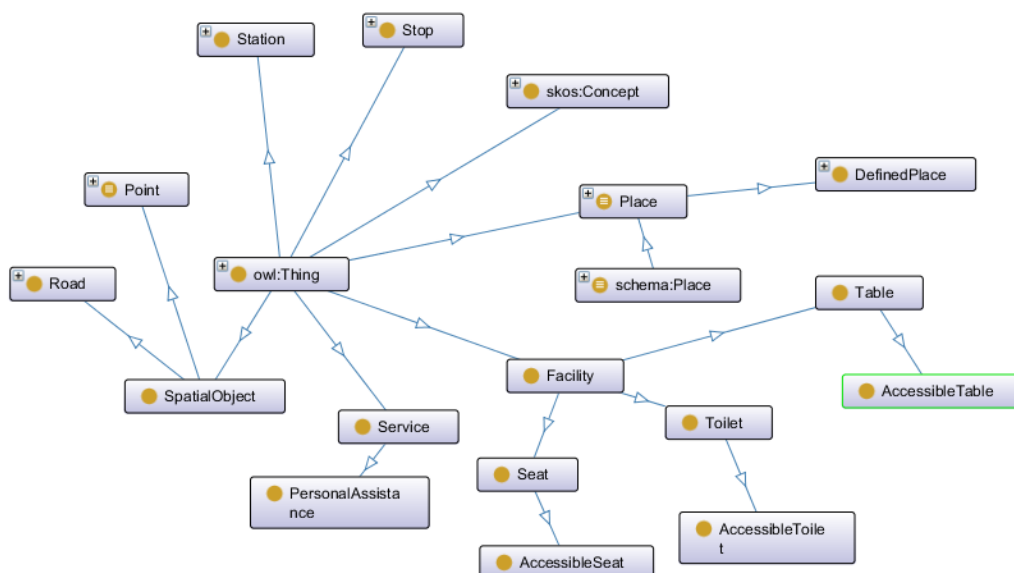 Station
Stop
skos:Concept
DefinedPlace
Point
Place
owl:Thing
Road
schema:Place
Table
Facility
SpatialObject
AccessibleTable
Service
Toilet
Seat
PersonalAssista
nce
AccessibleToile
t
AccessibleSeat